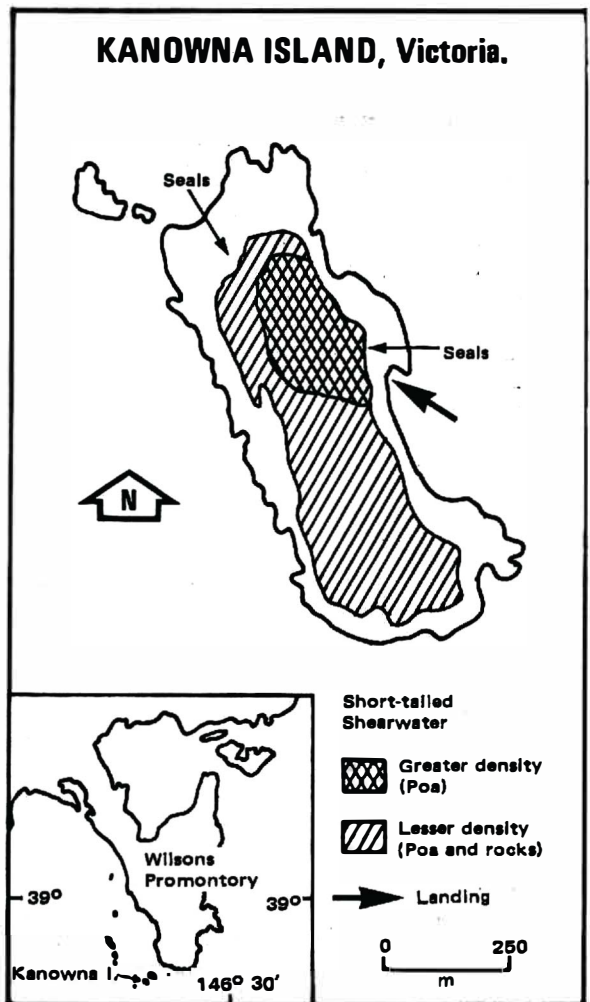 KANOWNA ISLAND, Victoria.
Seals
Seals
N
Short-tailed
Shearwater
Greater density
(Poa)
Lesser density
(Poa and rocks)
Landing
0 250
m
Wilsons
Promontory
39° 39°
Kanowna I.
146° 30'